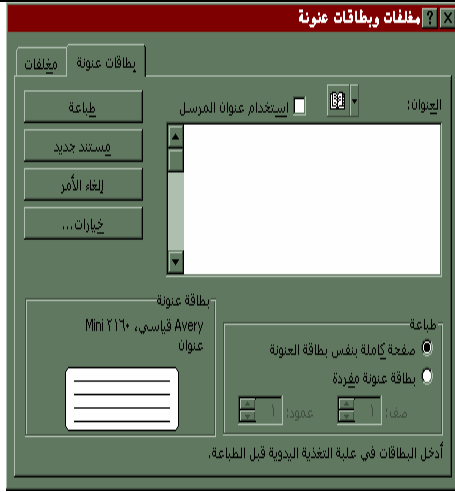 مغلفات وبطاقات عنونة
بطاقات عنونة
مغلفات
العنوان:
استخدام عنوان المرسل
طباعة
مستند جديد
إلغاء الأمر
خيارات...
طباعة
صفحة كاملة بنفس بطاقة العنونة
بطاقة عنونة مفردة
صف: ١ عمود: ١
بطاقة عنونة
Avery قياسي، ٢١٦٠ Mini
عنوان
أدخل البطاقات في علبة التغذية اليدوية قبل الطباعة.